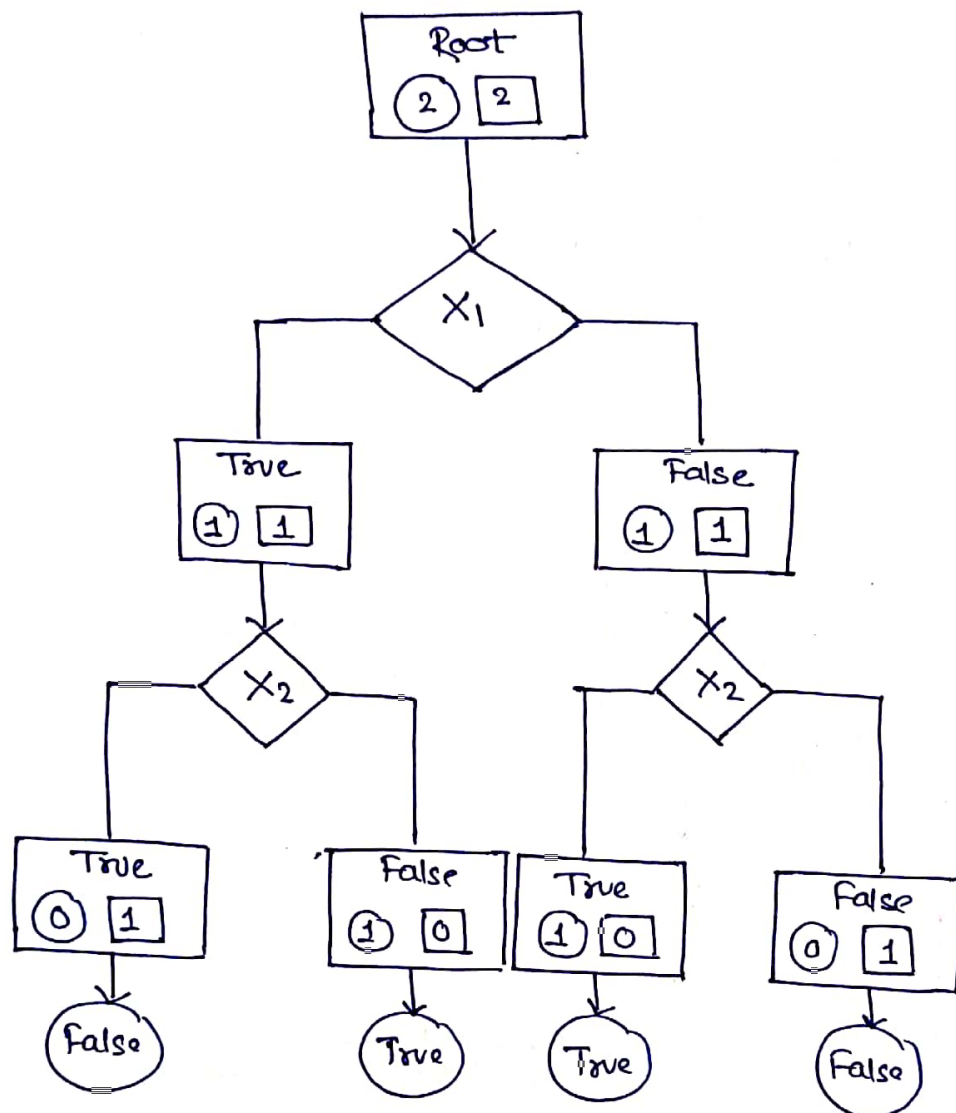 Root
2 2
X1
True
1 1
False
1 1
X2
X2
True
0 1
False
1 0
True
1 0
False
0 1
False
True
True
False